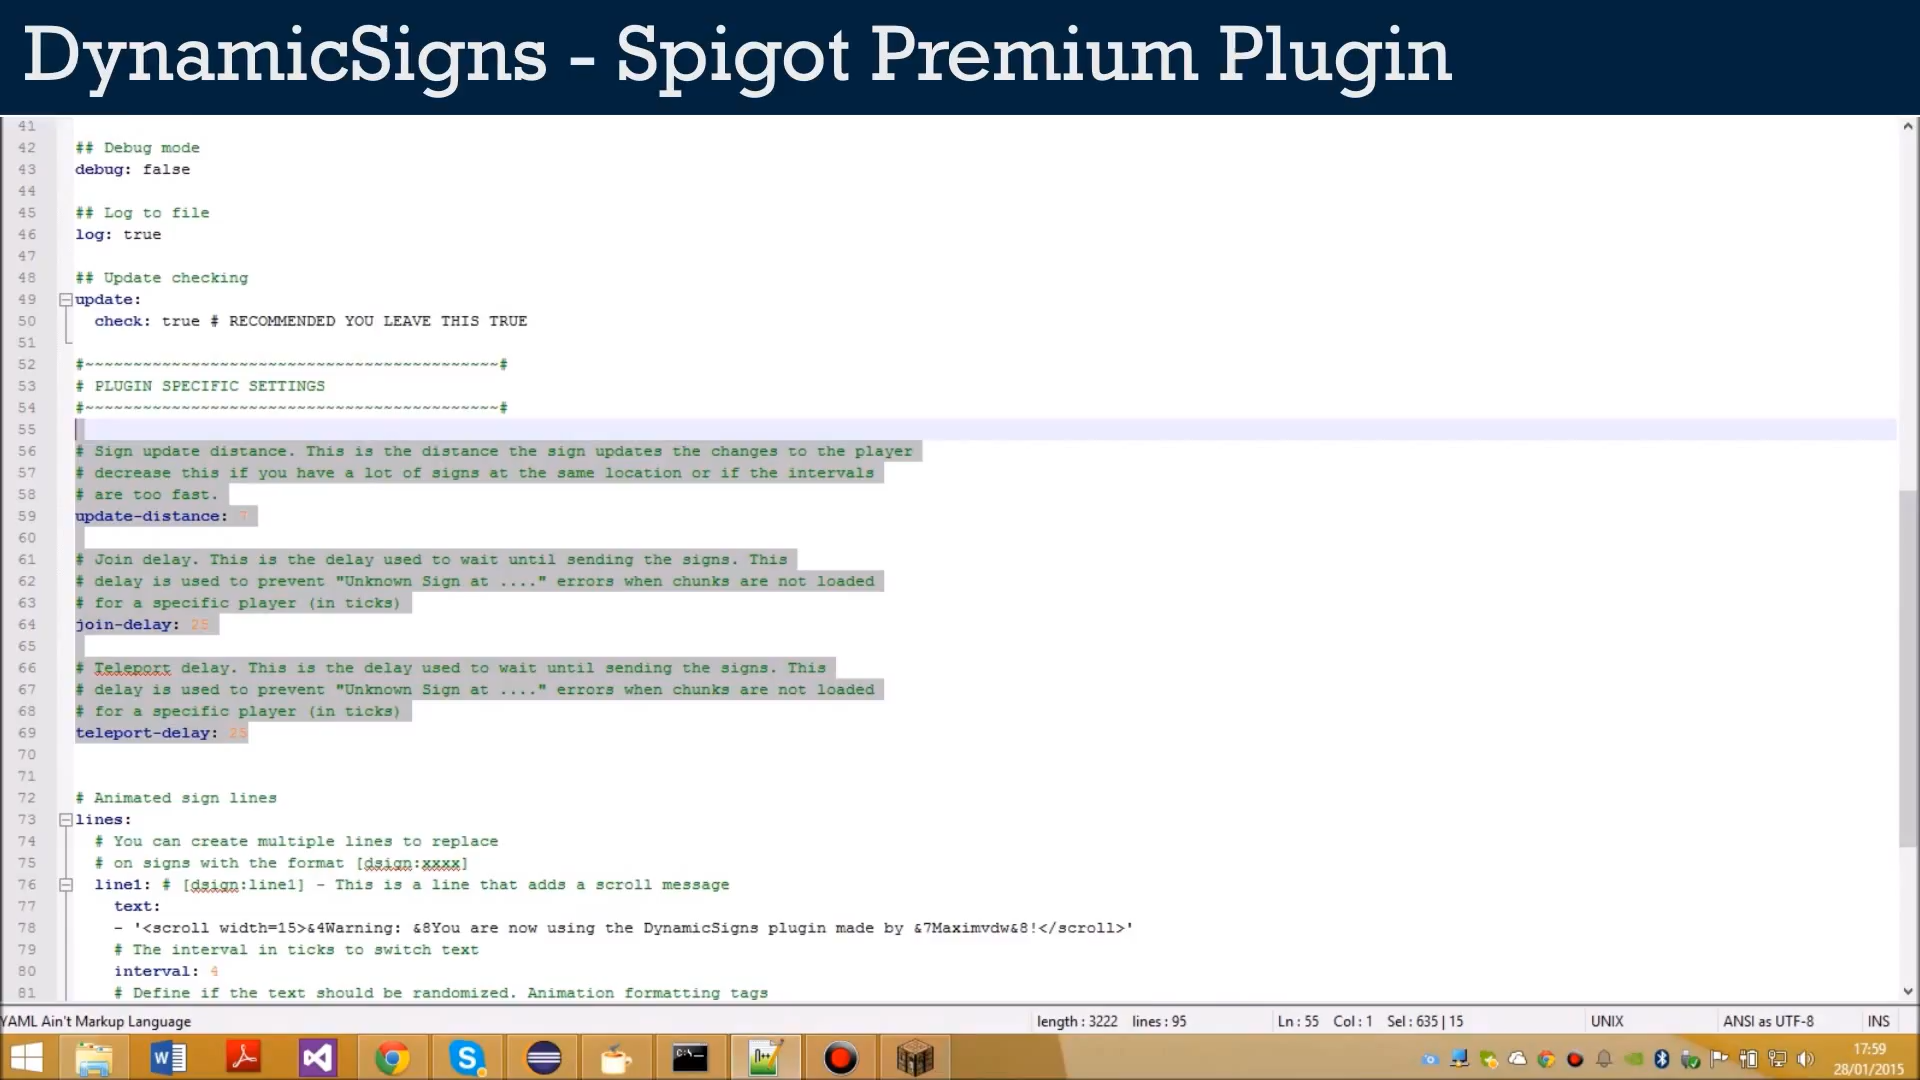 DynamicSigns - Spigot Premium Plugin
41
42 ## Debug mode
43 debug: false
44
45 ## Log to file
46 log: true
47
48 ## Update checking
49 update:
50 check: true # RECOMMENDED YOU LEAVE THIS TRUE
51
52 #~~~~~~~~~~~~~~~~~~~~~~~~~~~~~~~~~~~~~~~~~~~#
53 # PLUGIN SPECIFIC SETTINGS
54 #~~~~~~~~~~~~~~~~~~~~~~~~~~~~~~~~~~~~~~~~~~~#
55
56 # Sign update distance. This is the distance the sign updates the changes to the player
57 # decrease this if you have a lot of signs at the same location or if the intervals
58 # are too fast.
59 update-distance: 7
60
61 # Join delay. This is the delay used to wait until sending the signs. This
62 # delay is used to prevent "Unknown Sign at ...." errors when chunks are not loaded
63 # for a specific player (in ticks)
64 join-delay: 25
65
66 # Teleport delay. This is the delay used to wait until sending the signs. This
67 # delay is used to prevent "Unknown Sign at ...." errors when chunks are not loaded
68 # for a specific player (in ticks)
69 teleport-delay: 25
70
71
72 # Animated sign lines
73 lines:
74 # You can create multiple lines to replace
75 # on signs with the format [dsign:xxxx]
76 line1: # [dsign:line1] - This is a line that adds a scroll message
77 text:
78 - '<scroll width=15>&4Warning: &8You are now using the DynamicSigns plugin made by &7Maximvdw&8!</scroll>'
79 # The interval in ticks to switch text
80 interval: 4
81 # Define if the text should be randomized. Animation formatting tags
YAML Ain't Markup Language length : 3222 lines : 95 Ln : 55 Col : 1 Sel : 635 | 15 UNIX ANSI as UTF-8 INS
17:59
28/01/2015